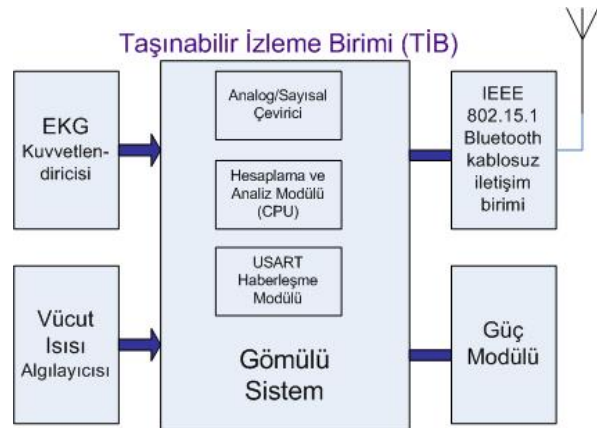 Taşınabilir İzleme Birimi (TİB)
EKG
Kuvvetlen-
diricisi
Vücut
Isısı
Algılayıcısı
Analog/Sayısal
Çevirici
Hesaplama ve
Analiz Modülü
(CPU)
USART
Haberleşme
Modülü
Gömülü
Sistem
IEEE
802.15.1
Bluetooth
kablosuz
iletişim
birimi
Güç
Modülü